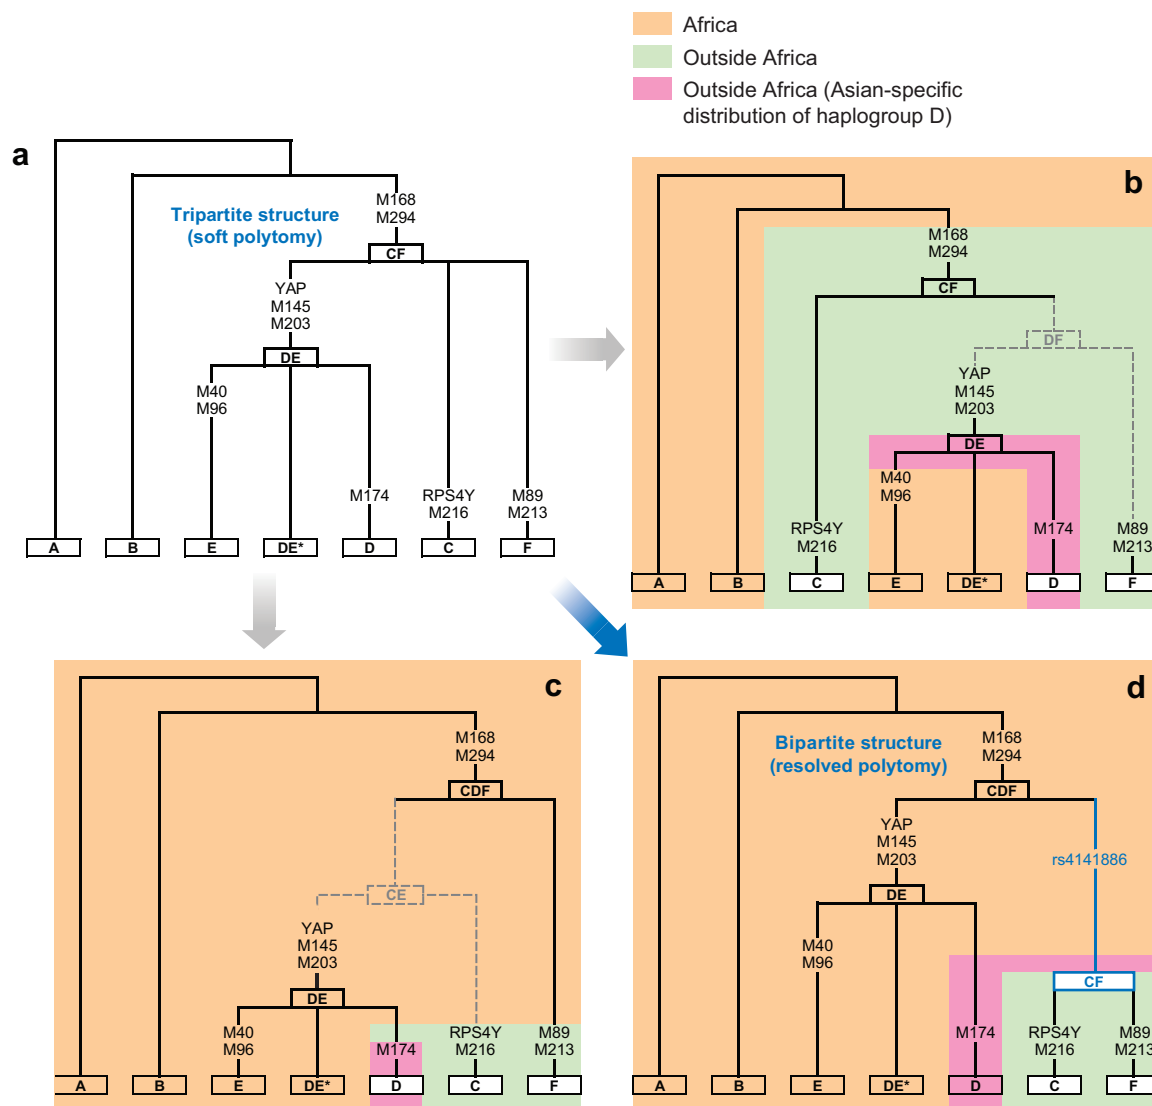 Africa
Outside Africa
Outside Africa (Asian-specific
distribution of haplogroup D)
a
M168
M294
Tripartite structure
(soft polytomy)
CF
YAP
M145
M203
DE
M40
M96
M174
RPS4Y
M216
M89
M213
A
B
E
DE*
D
C
F
b
M168
M294
CF
DF
YAP
M145
M203
DE
M40
M96
RPS4Y
M216
M174
M89
M213
A
B
C
E
DE*
D
F
c
M168
M294
CDF
CE
YAP
M145
M203
DE
M40
M96
M174
RPS4Y
M216
M89
M213
A
B
E
DE*
D
C
F
d
Bipartite structure
(resolved polytomy)
M168
M294
CDF
YAP
M145
M203
rs4141886
DE
M40
M96
CF
M174
RPS4Y
M216
M89
M213
A
B
E
DE*
D
C
F